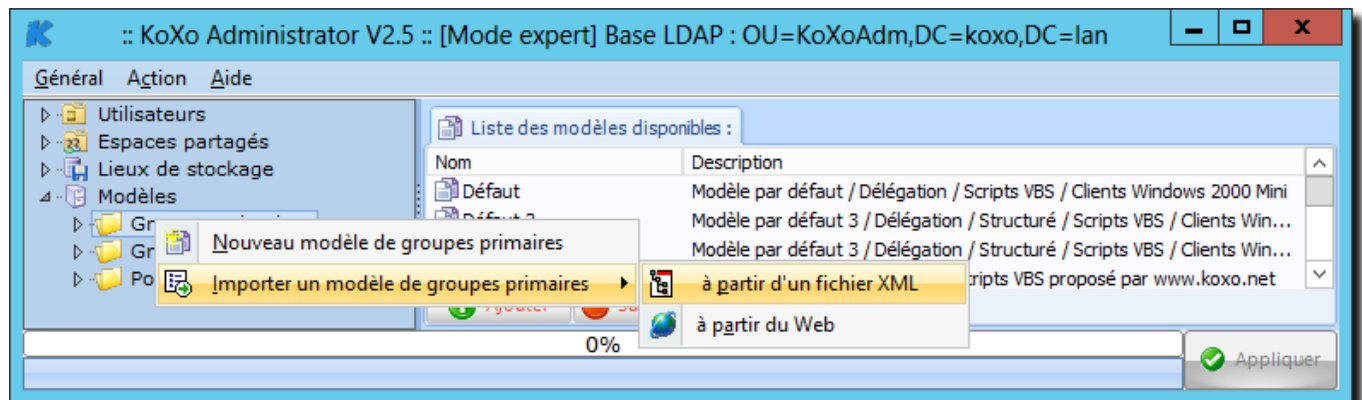 :: KoXo Administrator V2.5 :: [Mode expert] Base LDAP : OU=KoXoAdm,DC=koxo,DC=lan
Général Action Aide
Utilisateurs
Espaces partagés
Lieux de stockage
Modèles
Gr
Gr
Po
Liste des modèles disponibles :
Nom Description
Défaut Modèle par défaut / Délégation / Scripts VBS / Clients Windows 2000 Mini
Modèle par défaut 3 / Délégation / Structuré / Scripts VBS / Clients Win...
Modèle par défaut 3 / Délégation / Structuré / Scripts VBS / Clients Win...
cripts VBS proposé par www.koxo.net
Nouveau modèle de groupes primaires
Importer un modèle de groupes primaires
à partir d'un fichier XML
à partir du Web
0%
Appliquer